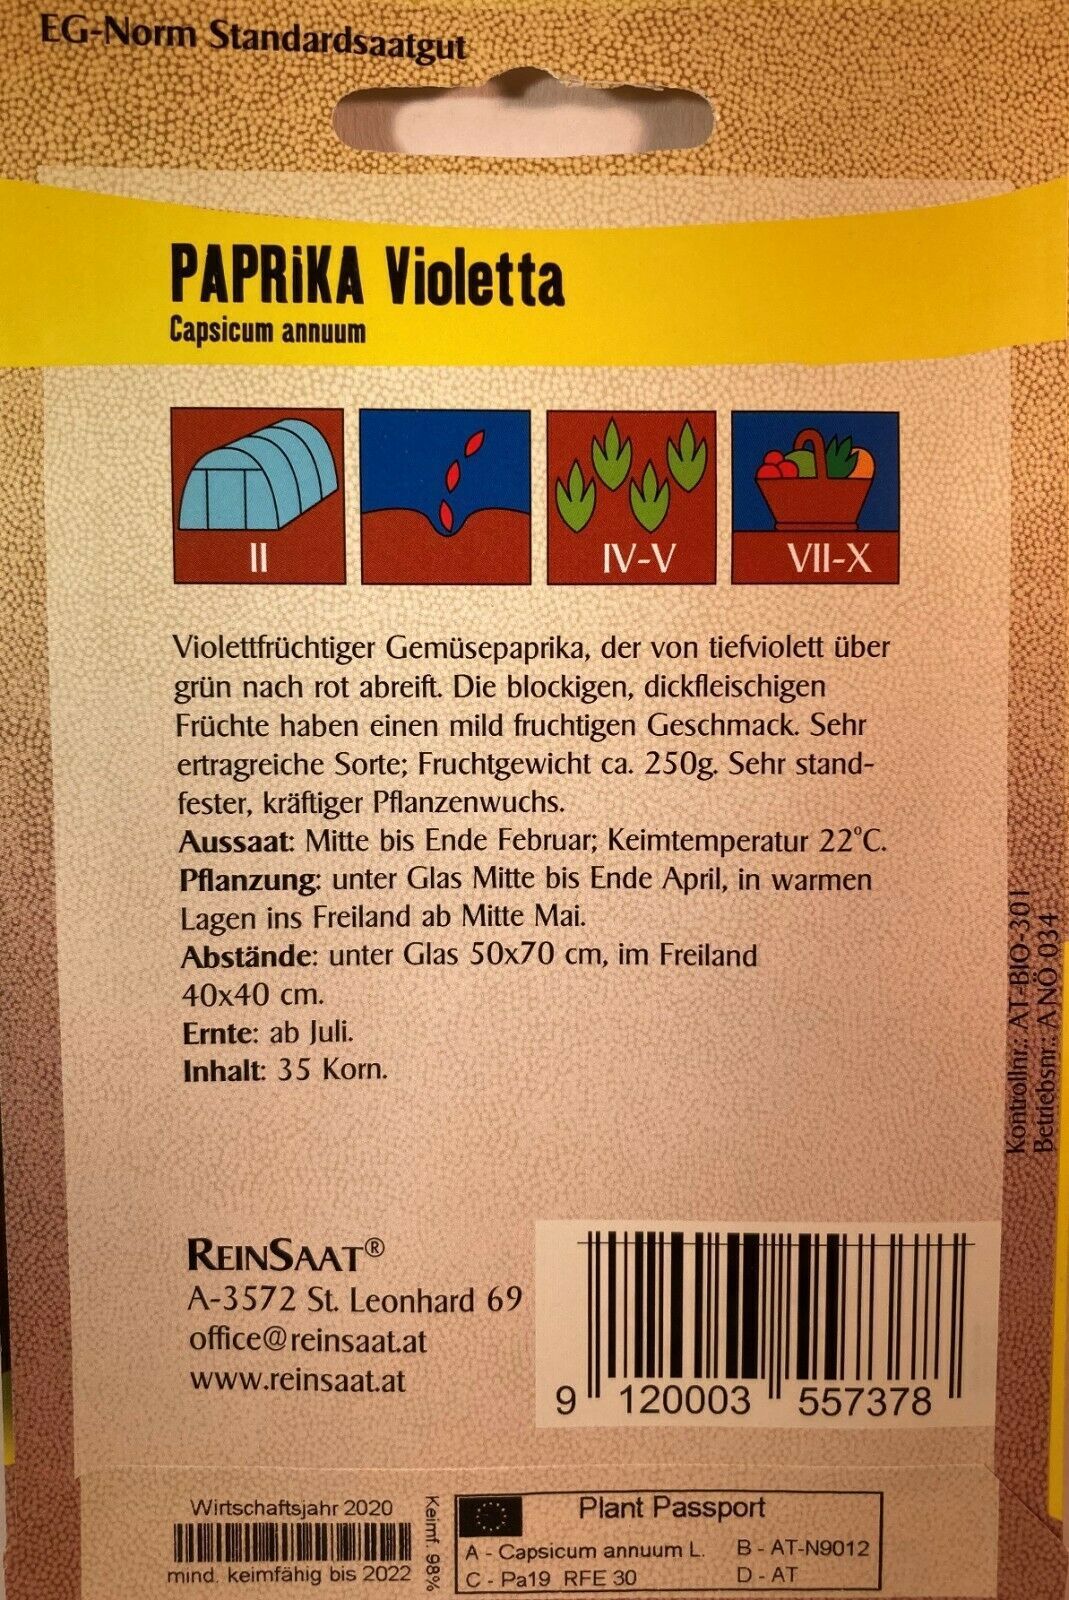 EG-Norm Standardsaatgut
PAPRiKA Violetta
Capsicum annuum
II
IV-V
VII-X
Violettfrüchtiger Gemüsepaprika, der von tiefviolett über
grün nach rot abreift. Die blockigen, dickfleischigen
Früchte haben einen mild fruchtigen Geschmack. Sehr
ertragreiche Sorte; Fruchtgewicht ca. 250g. Sehr stand-
fester, kräftiger Pflanzenwuchs.
Aussaat: Mitte bis Ende Februar; Keimtemperatur 22°C.
Pflanzung: unter Glas Mitte bis Ende April, in warmen
Lagen ins Freiland ab Mitte Mai.
Abstände: unter Glas 50x70 cm, im Freiland
40x40 cm.
Ernte: ab Juli.
Inhalt: 35 Korn.
Kontrollnr.: AT-BIO-301
Betriebsnr.: A NÖ 034
REINSAAT®
A-3572 St. Leonhard 69
office@reinsaat.at
www.reinsaat.at
9 120003 557378
Wirtschaftsjahr 2020
mind. keimfähig bis 2022
Keimf. 98%
Plant Passport
A - Capsicum annuum L. B - AT-N9012
C - Pa19 RFE 30 D - AT